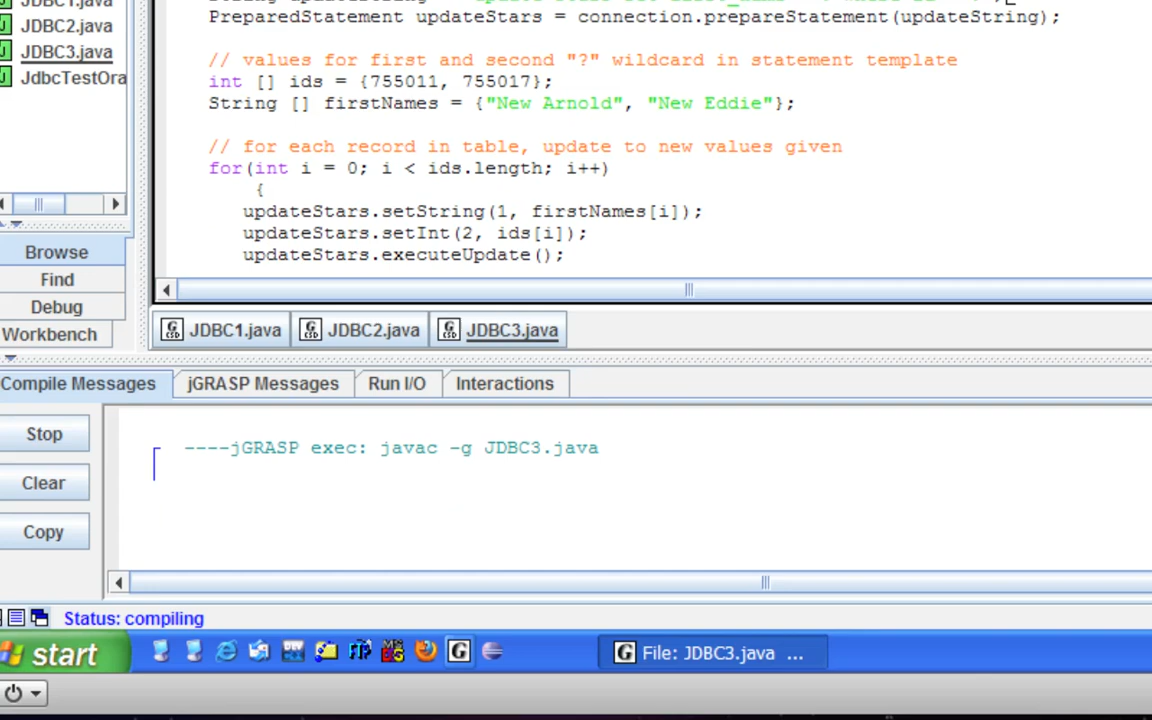 JDBC1.java
JDBC2.java
JDBC3.java
JdbcTestOra
PreparedStatement updateStars = connection.prepareStatement(updateString);
// values for first and second "?" wildcard in statement template
int [] ids = {755011, 755017};
String [] firstNames = {"New Arnold", "New Eddie"};
// for each record in table, update to new values given
for(int i = 0; i < ids.length; i++)
{
updateStars.setString(1, firstNames[i]);
updateStars.setInt(2, ids[i]);
updateStars.executeUpdate();
Browse
Find
Debug
Workbench
JDBC1.java JDBC2.java JDBC3.java
Compile Messages jGRASP Messages Run I/O Interactions
Stop
Clear
Copy
----jGRASP exec: javac -g JDBC3.java
Status: compiling
start
File: JDBC3.java ...